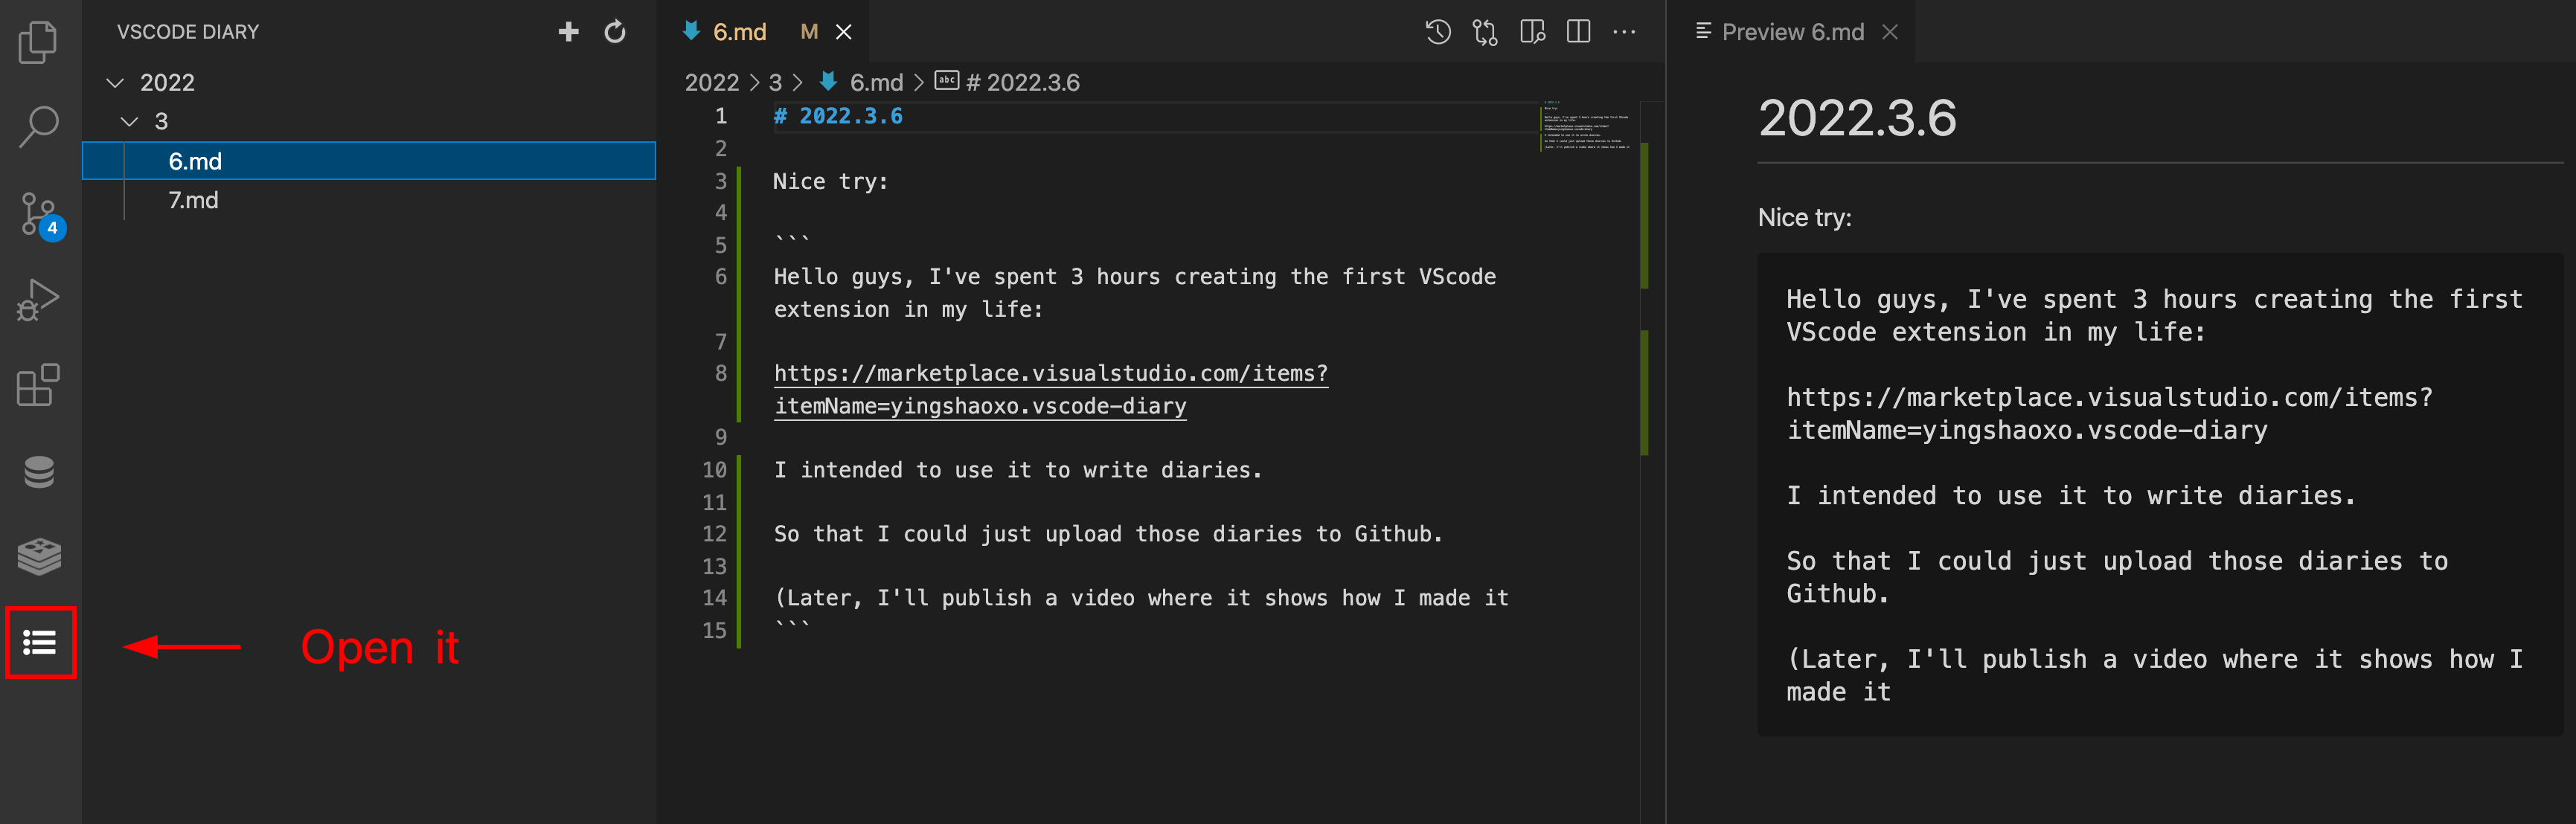 VSCODE DIARY
2022
3
6.md
7.md
4
Open it
6.md M
2022 > 3 > 6.md > abc # 2022.3.6
1 # 2022.3.6
2
3 Nice try:
4
5 ```
6 Hello guys, I've spent 3 hours creating the first VScode
extension in my life:
7
8 https://marketplace.visualstudio.com/items?
itemName=yingshaoxo.vscode-diary
9
10 I intended to use it to write diaries.
11
12 So that I could just upload those diaries to Github.
13
14 (Later, I'll publish a video where it shows how I made it
15 ```
Preview 6.md
2022.3.6
Nice try:
Hello guys, I've spent 3 hours creating the first
VScode extension in my life:
https://marketplace.visualstudio.com/items?
itemName=yingshaoxo.vscode-diary
I intended to use it to write diaries.
So that I could just upload those diaries to
Github.
(Later, I'll publish a video where it shows how I
made it